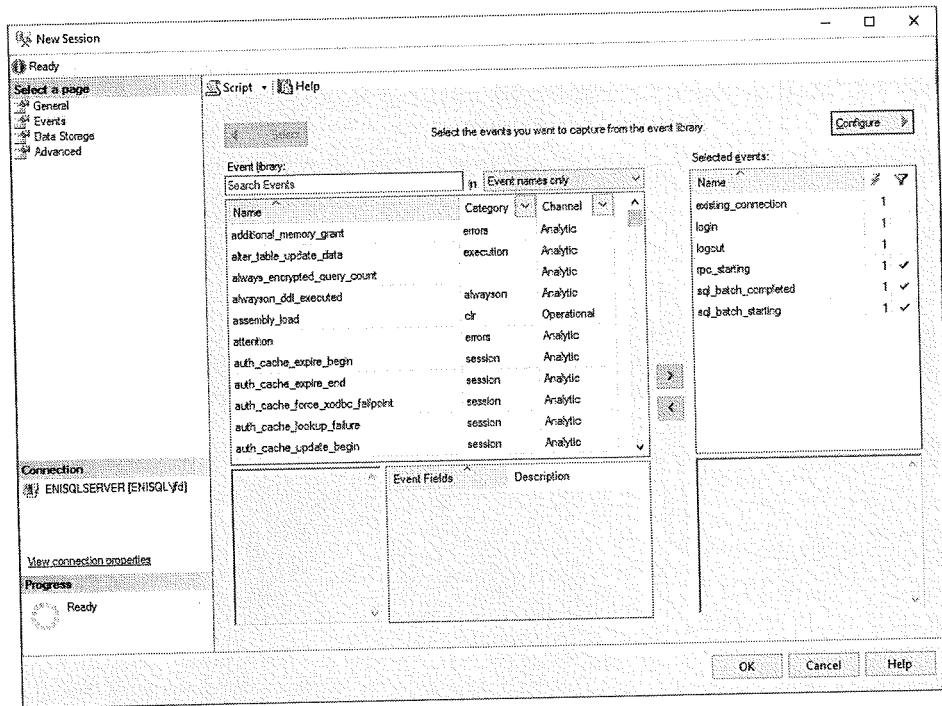 New Session
Ready
Select a page
General
Events
Data Storage
Advanced
Script Help
Select
Select the events you want to capture from the event library.
Configure
Event library:
Search Events in Event names only
Name Category Channel
additional_memory_grant errors Analytic
alter_table_update_data execution Analytic
always_encrypted_query_count Analytic
alwayson_ddl_executed alwayson Analytic
assembly_load clr Operational
attention errors Analytic
auth_cache_expire_begin session Analytic
auth_cache_expire_end session Analytic
auth_cache_force_xodbc_failpoint session Analytic
auth_cache_lookup_failure session Analytic
auth_cache_update_begin session Analytic
Event Fields Description
Selected events:
Name
existing_connection 1
login 1
logout 1
rpc_starting 1
sql_batch_completed 1
sql_batch_starting 1
Connection
ENISQLSERVER [ENISQL\jfd]
View connection properties
Progress
Ready
OK Cancel Help